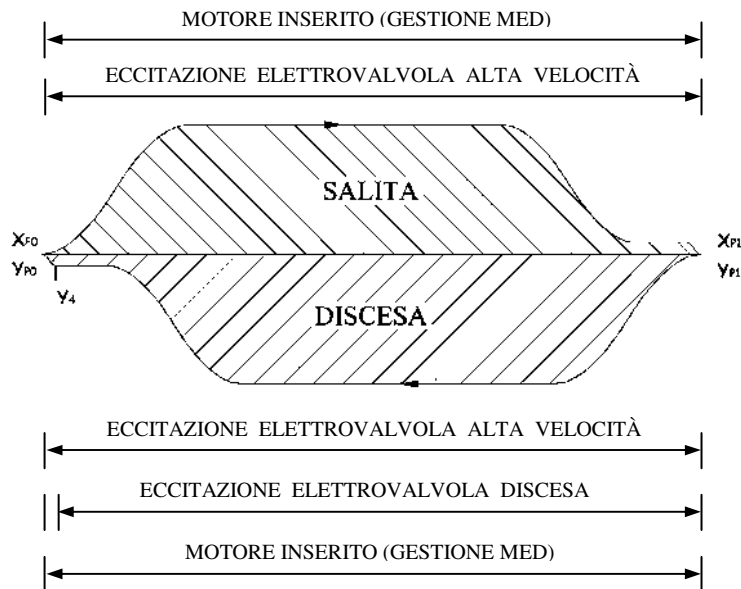 MOTORE INSERITO (GESTIONE MED)
ECCITAZIONE ELETTROVALVOLA ALTA VELOCITÀ
SALITA
XP0
XP1
YP0
YP1
Y4
DISCESA
ECCITAZIONE ELETTROVALVOLA ALTA VELOCITÀ
ECCITAZIONE ELETTROVALVOLA DISCESA
MOTORE INSERITO (GESTIONE MED)